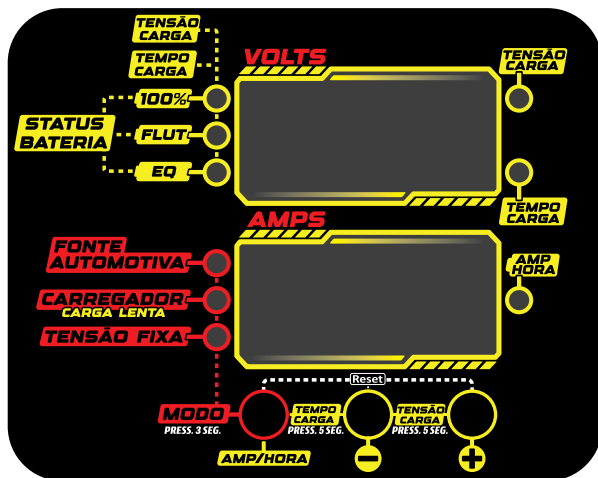 TENSÃO
CARGA
TEMPO
CARGA
VOLTS
TENSÃO
CARGA
100%
STATUS
BATERIA
FLUT
EQ
TEMPO
CARGA
AMPS
FONTE
AUTOMOTIVA
AMP
HORA
CARREGADOR
CARGA LENTA
TENSÃO FIXA
Reset
MODO
PRESS. 3 SEG.
TEMPO
CARGA
PRESS. 5 SEG.
TENSÃO
CARGA
PRESS. 5 SEG.
AMP/HORA